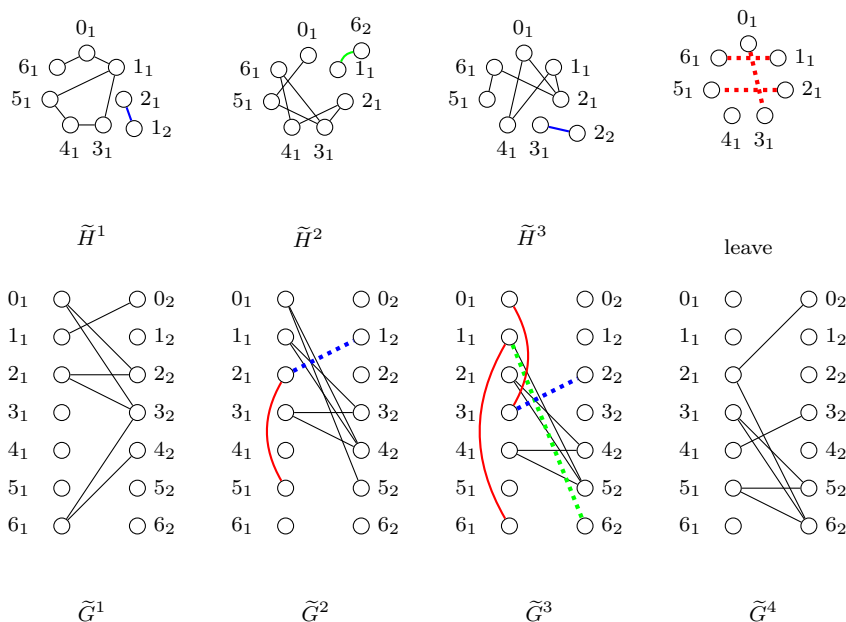 0₁ 6₂ 0₁
0₁ 0₁
6₁ 1₁ 6₁ 1₁ 6₁ 1₁ 6₁ 1₁
5₁ 2₁ 5₁ 2₁ 5₁ 2₁ 5₁ 2₁
1₂ 2₂
4₁ 3₁ 4₁ 3₁ 4₁ 3₁ 4₁ 3₁
H̃¹ H̃² H̃³ leave
0₁ 0₂ 0₁ 0₂ 0₁ 0₂ 0₁ 0₂
1₁ 1₂ 1₁ 1₂ 1₁ 1₂ 1₁ 1₂
2₁ 2₂ 2₁ 2₂ 2₁ 2₂ 2₁ 2₂
3₁ 3₂ 3₁ 3₂ 3₁ 3₂ 3₁ 3₂
4₁ 4₂ 4₁ 4₂ 4₁ 4₂ 4₁ 4₂
5₁ 5₂ 5₁ 5₂ 5₁ 5₂ 5₁ 5₂
6₁ 6₂ 6₁ 6₂ 6₁ 6₂ 6₁ 6₂
G̃¹ G̃² G̃³ G̃⁴